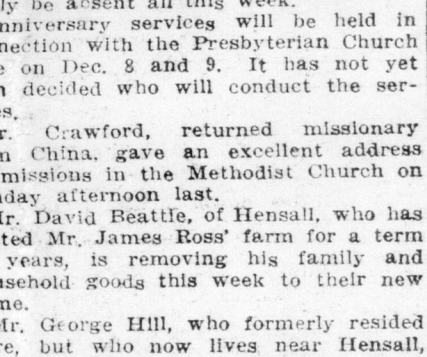 ly be absent all this week.
nniversary services will be held in
nnection with the Presbyterian Church
e on Dec. 8 and 9. It has not yet
n decided who will conduct the ser-
es.
r. Crawford, returned missionary
m China, gave an excellent address
missions in the Methodist Church on
nday afternoon last.
Mr. David Beattie, of Hensall, who has
ted Mr. James Ross' farm for a term
years, is removing his family and
usehold goods this week to their new
me.
Mr. George Hill, who formerly resided
re, but who now lives near Hensall,